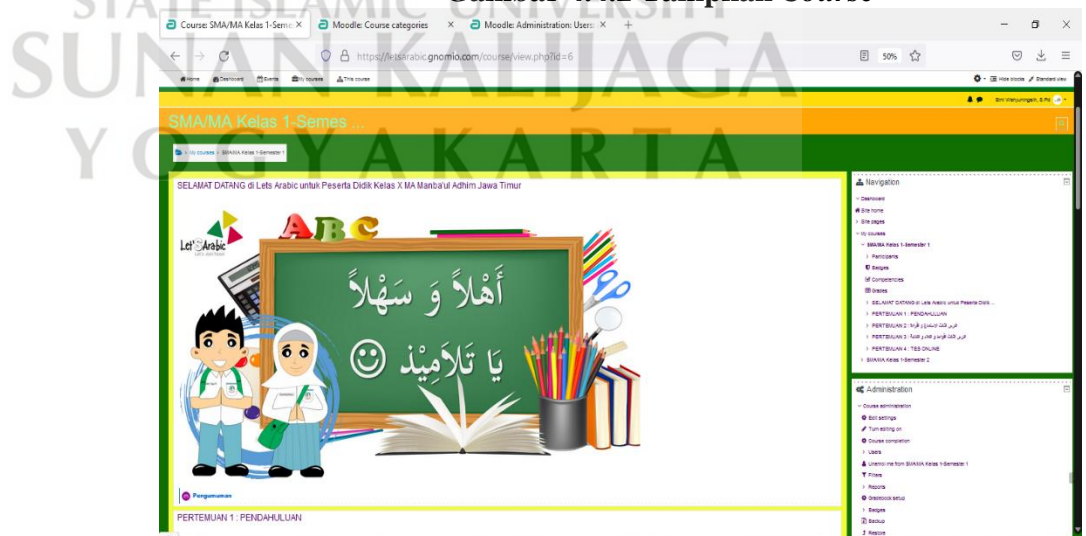 STATE ISLAMIC UNIVERSITY
SUNAN KALIJAGA
YOGYAKARTA
Course: SMA/MA Kelas 1-Seme
Moodle: Course categories
Moodle: Administration: Users:
https://letsarabic.gnomio.com/course/view.php?id=6
50%
Home
Dashboard
Events
My courses
This course
Hide blocks
Standard view
SMA/MA Kelas 1-Semes ...
My courses
SMA/MA Kelas 1-Semester 1
SELAMAT DATANG di Lets Arabic untuk Peserta Didik Kelas X MA Manba'ul Adhim Jawa Timur
Let'SArabic
ABC
أَهْلاً وَ سَهْلاً
يَا تَلاَمِيْذ
Pengumuman
PERTEMUAN 1 : PENDAHULUAN
Navigation
Dashboard
Site home
Site pages
My courses
SMA/MA Kelas 1-Semester 1
Participants
Badges
Competencies
Grades
SELAMAT DATANG di Lets Arabic untuk Peserta Didik ...
PERTEMUAN 1 : PENDAHULUAN
PERTEMUAN 2 :
PERTEMUAN 3 :
PERTEMUAN 4 : TES ONLINE
SMA/MA Kelas 1-Semester 2
Administration
Course administration
Edit settings
Turn editing on
Course completion
Users
Unenrol me from SMA/MA Kelas 1-Semester 1
Filters
Reports
Gradebook setup
Badges
Backup
Restore